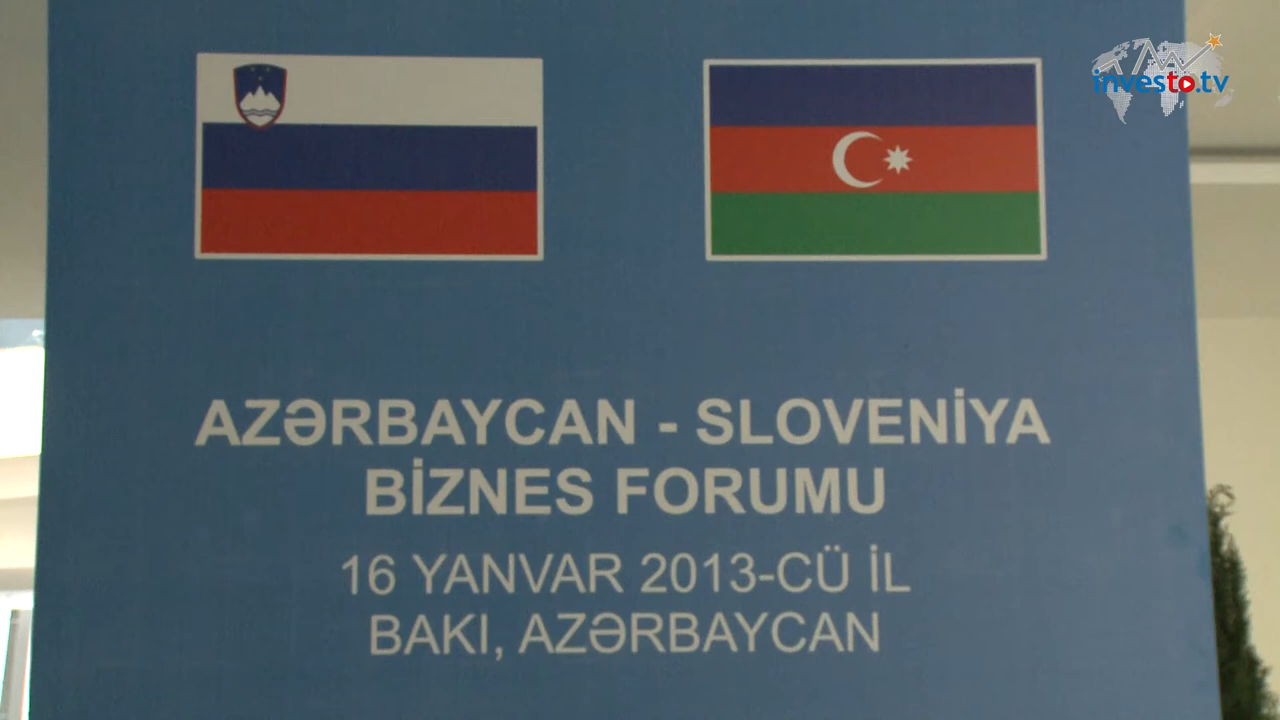 investo.tv
AZƏRBAYCAN - SLOVENİYA
BİZNES FORUMU
16 YANVAR 2013-CÜ İL
BAKI, AZƏRBAYCAN